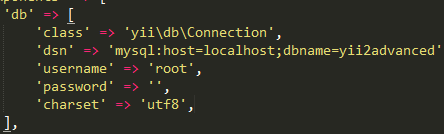 'db' => [
'class' => 'yii\db\Connection',
'dsn' => 'mysql:host=localhost;dbname=yii2advanced'
'username' => 'root',
'password' => '',
'charset' => 'utf8',
],